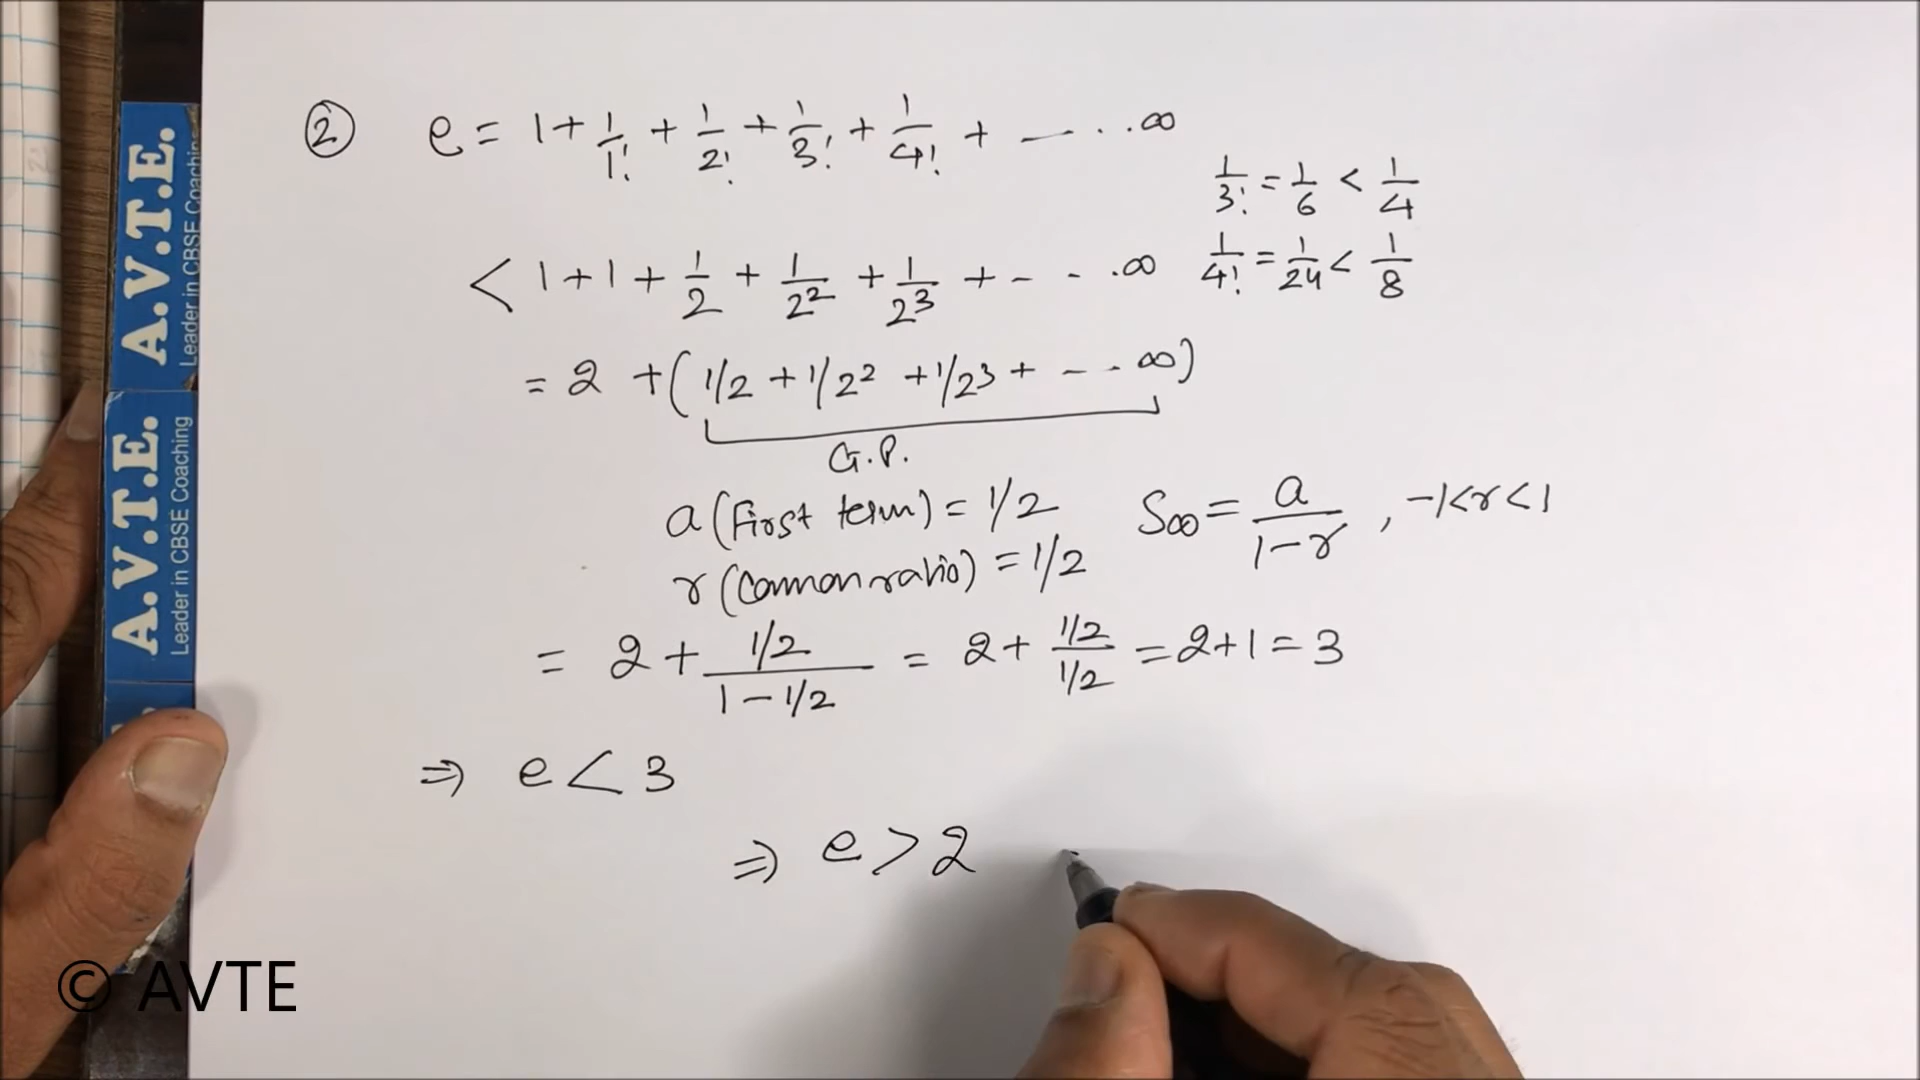 ② e = 1 + 1/1! + 1/2! + 1/3! + 1/4! + - . . . ∞
1/3! = 1/6 < 1/4
< 1 + 1 + 1/2 + 1/2² + 1/2³ + - - . ∞
1/4! = 1/24 < 1/8
= 2 + (1/2 + 1/2² + 1/2³ + - - ∞)
G.P.
a (First term) = 1/2
S∞ = a/(1-r) , -1<r<1
r (Common ratio) = 1/2
= 2 + (1/2)/(1 - 1/2) = 2 + (1/2)/(1/2) = 2+1 = 3
⇒ e < 3
⇒ e > 2
A.V.T.E.
Leader in CBSE Coaching
A.V.T.E.
Leader in CBSE Coaching
© AVTE